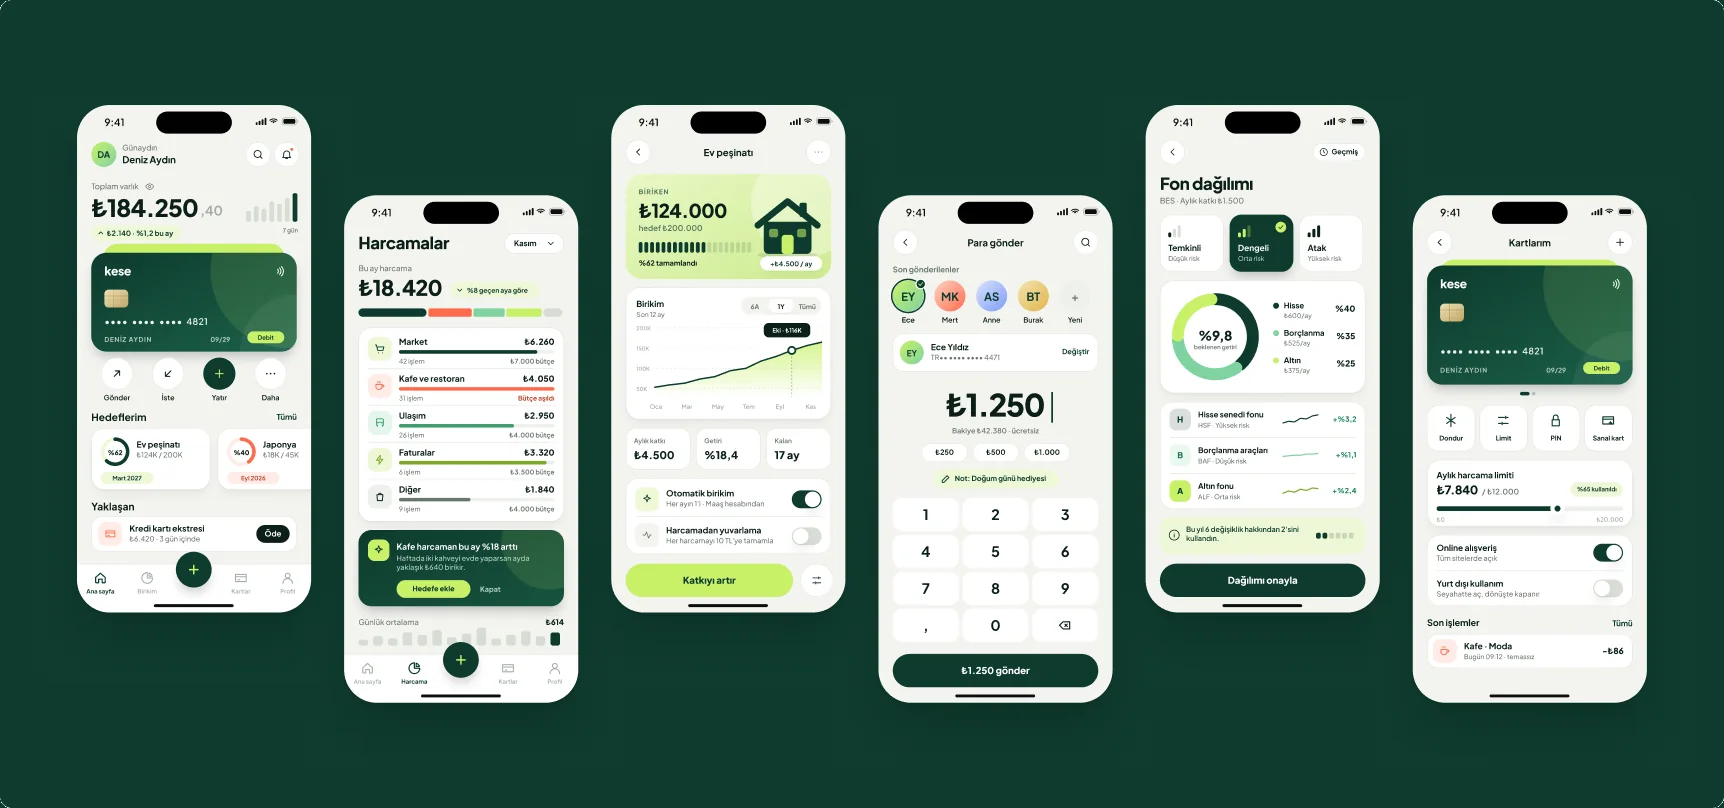 9:41
DA
Günaydın
Deniz Aydın
Toplam varlık
₺184.250,40
₺2.140 · %1,2 bu ay
7 gün
kese
•••• •••• •••• 4821
DENİZ AYDIN 09/29 Debit
Gönder İste Yatır Daha
Hedeflerim Tümü
%62 Ev peşinatı
₺124K / 200K
Mart 2027
%40 Japonya
₺18K / 45K
Eyl 2026
Yaklaşan
Kredi kartı ekstresi
₺6.420 · 3 gün içinde
Öde
Ana sayfa Birikim Kartlar Profil
9:41
Harcamalar Kasım
Bu ay harcama
₺18.420 %8 geçen aya göre
Market ₺6.260
42 işlem ₺7.000 bütçe
Kafe ve restoran ₺4.050
31 işlem Bütçe aşıldı
Ulaşım ₺2.950
26 işlem ₺4.000 bütçe
Faturalar ₺3.320
6 işlem ₺3.500 bütçe
Diğer ₺1.840
9 işlem ₺4.000 bütçe
Kafe harcaman bu ay %18 arttı
Haftada iki kahveyi evde yaparsan ayda
yaklaşık ₺640 birikir.
Hedefe ekle Kapat
Günlük ortalama ₺614
Ana sayfa Harcama Kartlar Profil
9:41
Ev peşinatı
BİRİKEN
₺124.000
hedef ₺200.000
%62 tamamlandı
+₺4.500 / ay
Birikim
Son 12 ay
6A 1Y Tümü
Eki · ₺116K
200K
150K
100K
50K
Oca Mar May Tem Eyl Kas
Aylık katkı
₺4.500
Getiri
%18,4
Kalan
17 ay
Otomatik birikim
Her ayın 1'i · Maaş hesabından
Harcamadan yuvarlama
Her harcamayı 10 TL'ye tamamla
Katkıyı artır
9:41
Para gönder
Son gönderilenler
EY MK AS BT +
Ece Mert Anne Burak Yeni
EY Ece Yıldız
TR•• •••• •••• 4471
Değiştir
₺1.250
Bakiye ₺42.380 · ücretsiz
₺250 ₺500 ₺1.000
Not: Doğum günü hediyesi
1 2 3
4 5 6
7 8 9
, 0
₺1.250 gönder
9:41
Geçmiş
Fon dağılımı
BES · Aylık katkı ₺1.500
Temkinli
Düşük risk
Dengeli
Orta risk
Atak
Yüksek risk
%9,8
beklenen getiri
Hisse %40
₺600/ay
Borçlanma %35
₺525/ay
Altın %25
₺375/ay
H Hisse senedi fonu +%3,2
HSF · Yüksek risk
B Borçlanma araçları +%1,1
BAF · Düşük risk
A Altın fonu +%2,4
ALF · Orta risk
Bu yıl 6 değişiklik hakkından 2'sini
kullandın.
Dağılımı onayla
9:41
Kartlarım
kese
•••• •••• •••• 4821
DENİZ AYDIN 09/29 Debit
Dondur Limit PIN Sanal kart
Aylık harcama limiti
₺7.840 / ₺12.000 %65 kullanıldı
₺0 ₺20.000
Online alışveriş
Tüm sitelerde açık
Yurt dışı kullanım
Seyahatte aç, dönüşte kapanır
Son işlemler Tümü
Kafe · Moda
Bugün 09:12 · temassız
-₺86